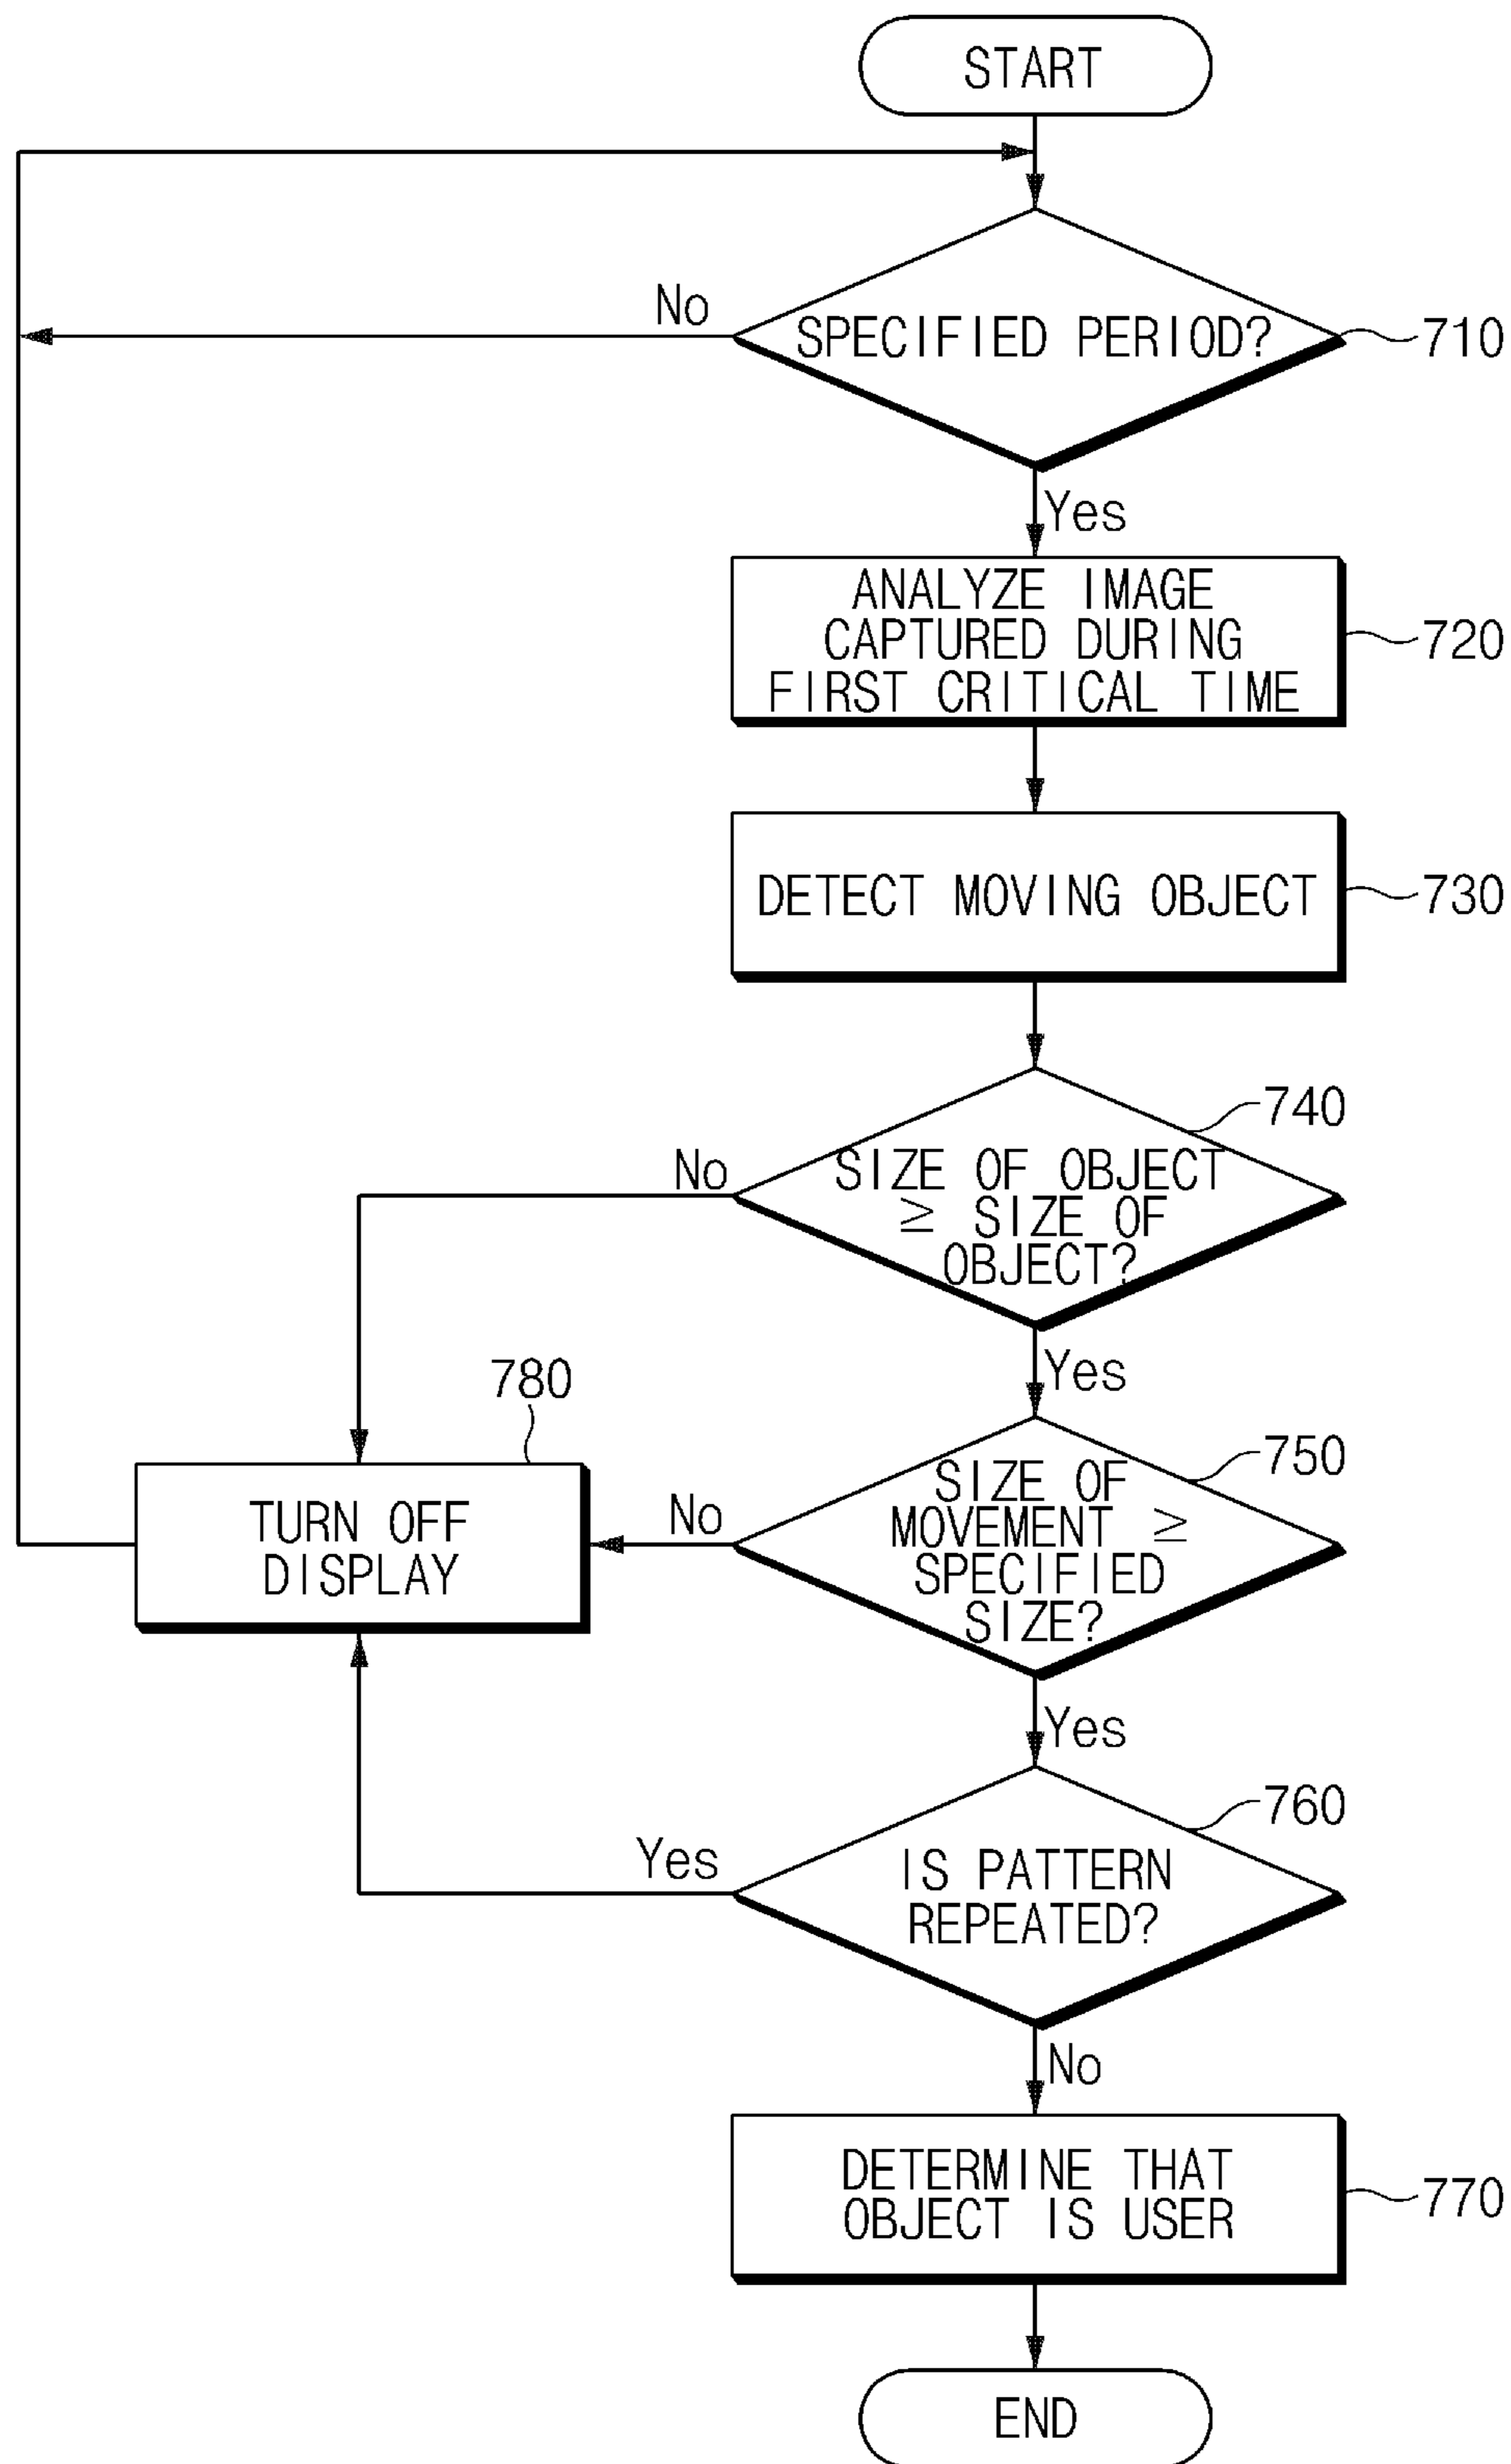 START
No
SPECIFIED PERIOD?
710
Yes
ANALYZE IMAGE
CAPTURED DURING
FIRST CRITICAL TIME
720
DETECT MOVING OBJECT
730
740
No
SIZE OF OBJECT
≥ SIZE OF
OBJECT?
Yes
780
750
TURN OFF
DISPLAY
No
SIZE OF
MOVEMENT ≥
SPECIFIED
SIZE?
Yes
760
Yes
IS PATTERN
REPEATED?
No
DETERMINE THAT
OBJECT IS USER
770
END